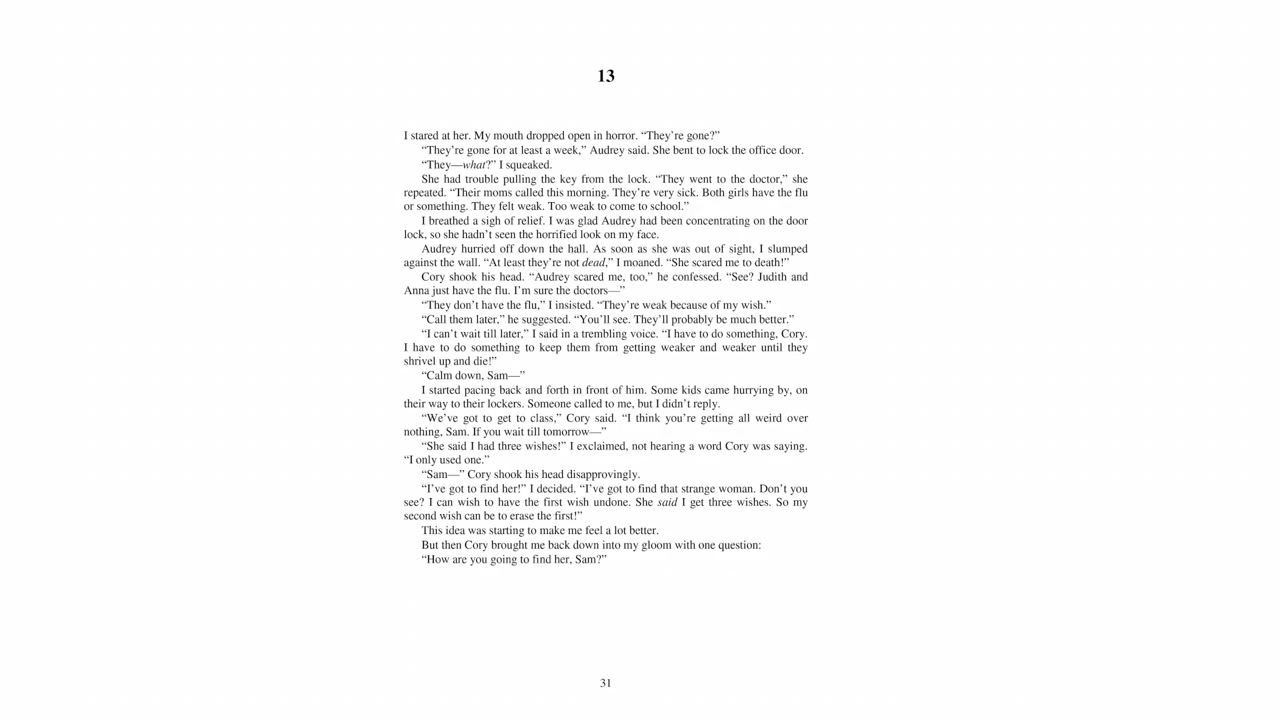 13
I stared at her. My mouth dropped open in horror. “They’re gone?”
“They’re gone for at least a week,” Audrey said. She bent to lock the office door.
“They—what?” I squeaked.
She had trouble pulling the key from the lock. “They went to the doctor,” she
repeated. “Their moms called this morning. They’re very sick. Both girls have the flu
or something. They felt weak. Too weak to come to school.”
I breathed a sigh of relief. I was glad Audrey had been concentrating on the door
lock, so she hadn’t seen the horrified look on my face.
Audrey hurried off down the hall. As soon as she was out of sight, I slumped
against the wall. “At least they’re not dead,” I moaned. “She scared me to death!”
Cory shook his head. “Audrey scared me, too,” he confessed. “See? Judith and
Anna just have the flu. I’m sure the doctors—”
“They don’t have the flu,” I insisted. “They’re weak because of my wish.”
“Call them later,” he suggested. “You’ll see. They’ll probably be much better.”
“I can’t wait till later,” I said in a trembling voice. “I have to do something, Cory.
I have to do something to keep them from getting weaker and weaker until they
shrivel up and die!”
“Calm down, Sam—”
I started pacing back and forth in front of him. Some kids came hurrying by, on
their way to their lockers. Someone called to me, but I didn’t reply.
“We’ve got to get to class,” Cory said. “I think you’re getting all weird over
nothing, Sam. If you wait till tomorrow—”
“She said I had three wishes!” I exclaimed, not hearing a word Cory was saying.
“I only used one.”
“Sam—” Cory shook his head disapprovingly.
“I’ve got to find her!” I decided. “I’ve got to find that strange woman. Don’t you
see? I can wish to have the first wish undone. She said I get three wishes. So my
second wish can be to erase the first!”
This idea was starting to make me feel a lot better.
But then Cory brought me back down into my gloom with one question:
“How are you going to find her, Sam?”
31